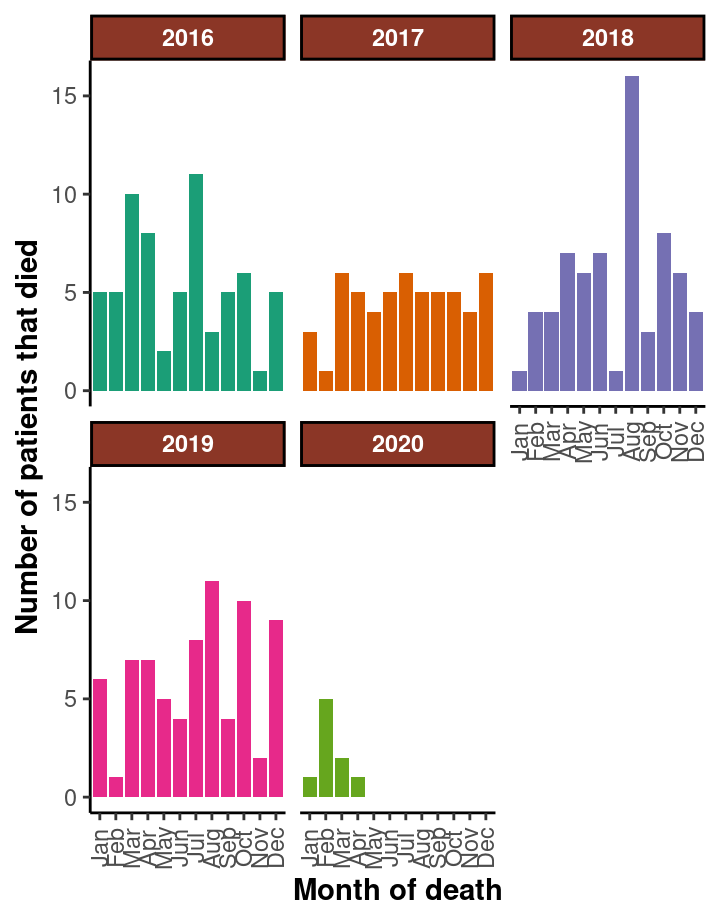 2016
2017
2018
15
10
5
0
Jan
Feb
Mar
Apr
May
Jun
Jul
Aug
Sep
Oct
Nov
Dec
2019
2020
15
10
5
0
Jan
Feb
Mar
Apr
May
Jun
Jul
Aug
Sep
Oct
Nov
Dec
Jan
Feb
Mar
Apr
May
Jun
Jul
Aug
Sep
Oct
Nov
Dec
Number of patients that died
Month of death